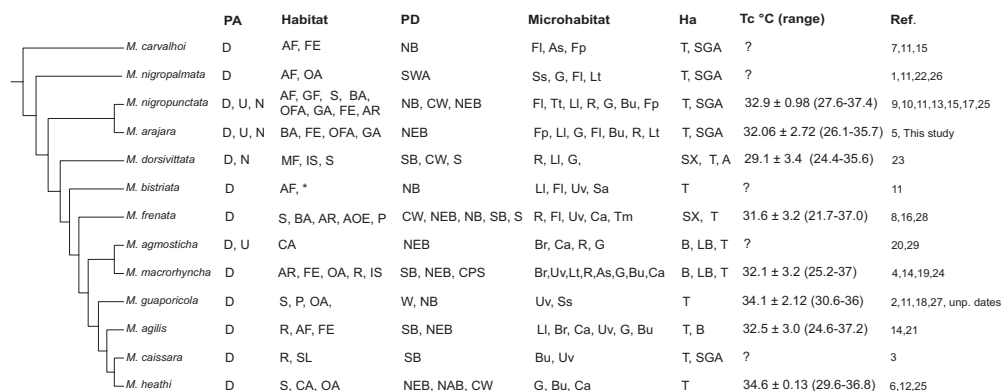 PA Habitat PD Microhabitat Ha Tc °C (range) Ref.
M. carvalhoi D AF, FE NB Fl, As, Fp T, SGA ? 7,11,15
M. nigropalmata D AF, OA SWA Ss, G, Fl, Lt T, SGA ? 1,11,22,26
M. nigropunctata D, U, N AF, GF, S, BA, OFA, GA, FE, AR NB, CW, NEB Fl, Tt, Ll, R, G, Bu, Fp T, SGA 32.9 ± 0.98 (27.6-37.4) 9,10,11,13,15,17,25
M. arajara D, U, N BA, FE, OFA, GA NEB Fp, Ll, G, Fl, Bu, R, Lt T, SGA 32.06 ± 2.72 (26.1-35.7) 5, This study
M. dorsivittata D, N MF, IS, S SB, CW, S R, Ll, G, SX, T, A 29.1 ± 3.4 (24.4-35.6) 23
M. bistriata D AF, * NB Ll, Fl, Uv, Sa T ? 11
M. frenata D S, BA, AR, AOE, P CW, NEB, NB, SB, S R, Fl, Uv, Ca, Tm SX, T 31.6 ± 3.2 (21.7-37.0) 8,16,28
M. agmosticha D, U CA NEB Br, Ca, R, G B, LB, T ? 20,29
M. macrorhyncha D AR, FE, OA, R, IS SB, NEB, CPS Br,Uv,Lt,R,As,G,Bu,Ca B, LB, T 32.1 ± 3.2 (25.2-37) 4,14,19,24
M. guaporicola D S, P, OA, W, NB Uv, Ss T 34.1 ± 2.12 (30.6-36) 2,11,18,27, unp. dates
M. agilis D R, AF, FE SB, NEB Ll, Br, Ca, Uv, G, Bu T, B 32.5 ± 3.0 (24.6-37.2) 14,21
M. caissara D R, SL SB Bu, Uv T, SGA ? 3
M. heathi D S, CA, OA NEB, NAB, CW G, Bu, Ca T 34.6 ± 0.13 (29.6-36.8) 6,12,25